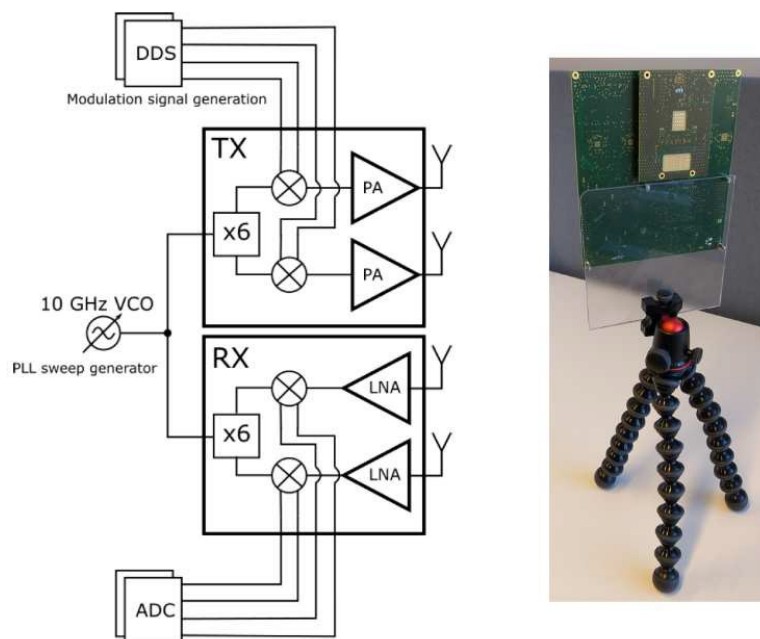 DDS
Modulation signal generation
TX
PA
x6
PA
10 GHz VCO
PLL sweep generator
RX
LNA
x6
LNA
ADC